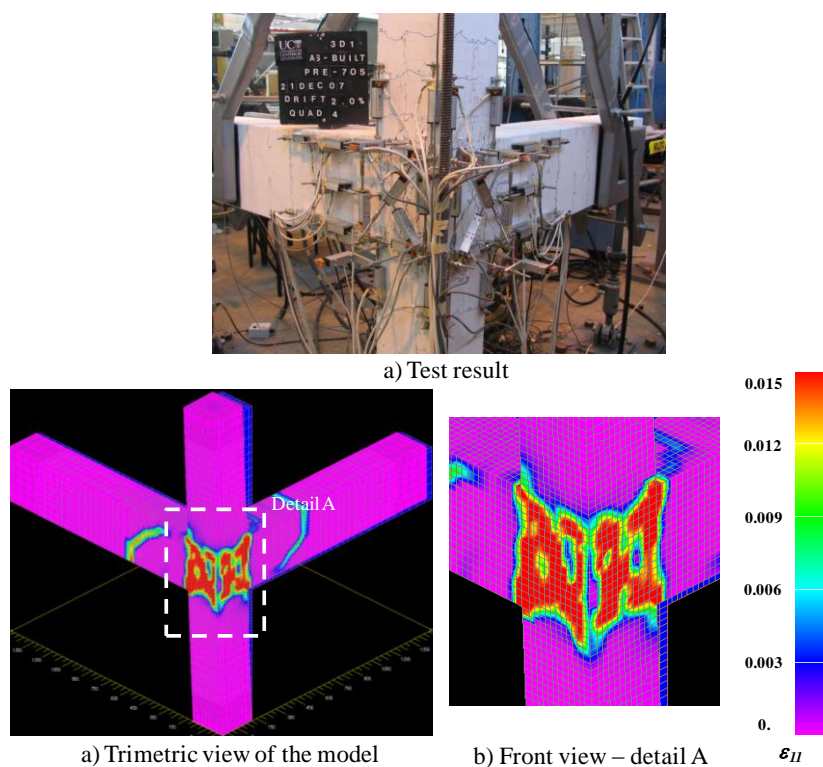 UC
3D1
AS-BUILT
PRE-70S
21DEC07
DRIFT 2.0%
QUAD 4
a) Test result
Detail A
a) Trimetric view of the model
b) Front view – detail A
0.015
0.012
0.009
0.006
0.003
0.
ε11